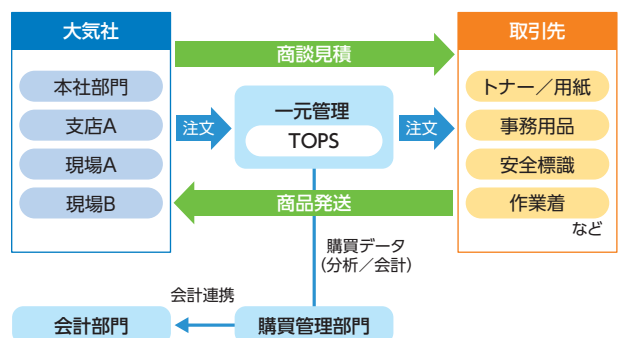 大気社
本社部門
支店A
現場A
現場B
商談見積
注文
一元管理
TOPS
注文
商品発送
取引先
トナー／用紙
事務用品
安全標識
作業着
など
購買データ
（分析／会計）
会計連携
会計部門
購買管理部門